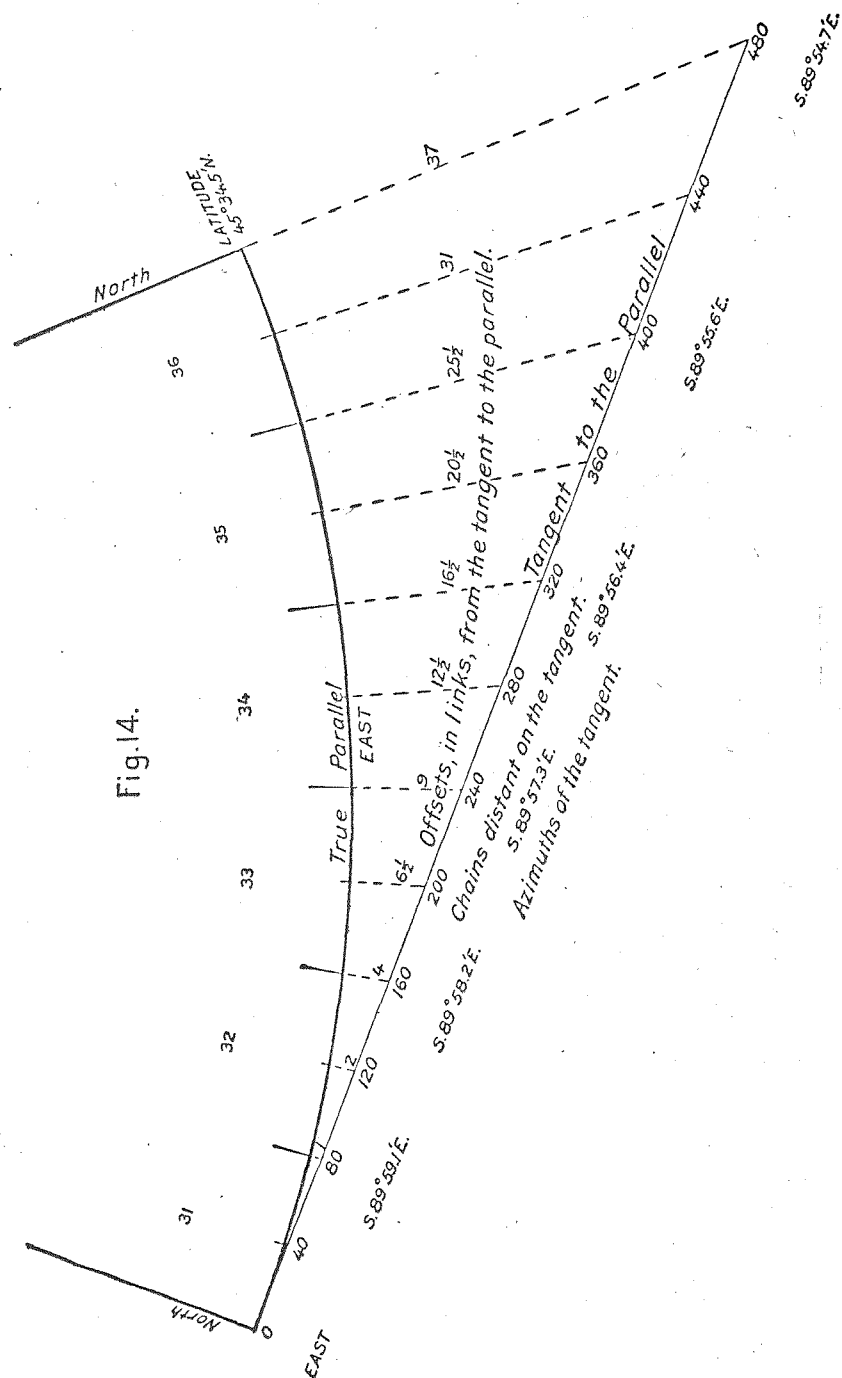 Fig.14.
North
LATITUDE
45°34.5'N.
North
31
32
33
34
35
36
True Parallel
EAST
2
4
6½
9
12½
16½
20½
25½
31
37
Offsets, in links, from the tangent to the parallel.
0
40
80
120
160
200
240
280
320
360
400
440
480
Tangent to the Parallel
Chains distant on the tangent.
EAST
S.89°59.1'E.
S.89°58.2'E.
S.89°57.3'E.
S.89°56.4'E.
S.89°55.6'E.
S.89°54.7'E.
Azimuths of the tangent.